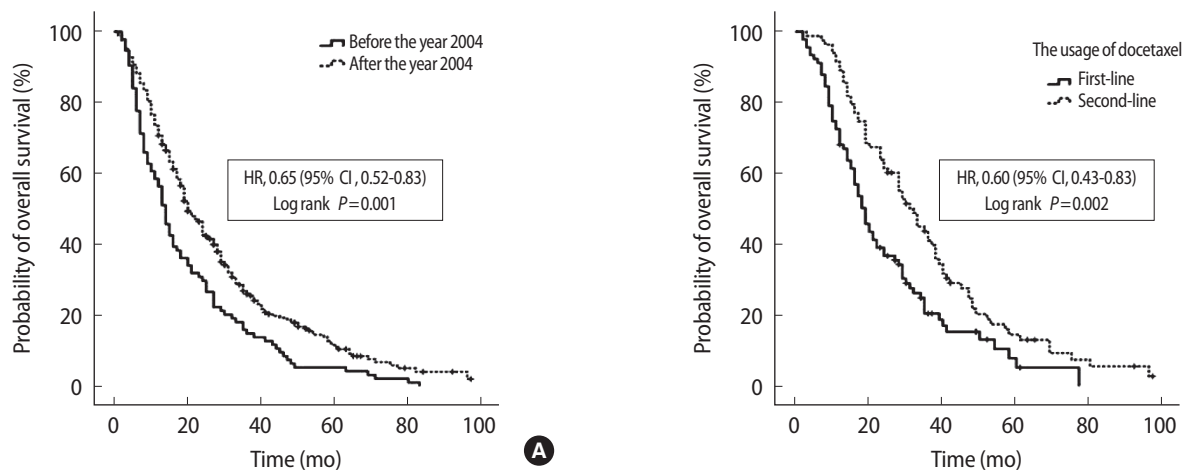 Probability of overall survival (%)
100
80
60
40
20
0
Before the year 2004
After the year 2004
HR, 0.65 (95% CI, 0.52-0.83)
Log rank P=0.001
0 20 40 60 80 100
Time (mo)
A
Probability of overall survival (%)
100
80
60
40
20
0
The usage of docetaxel
First-line
Second-line
HR, 0.60 (95% CI, 0.43-0.83)
Log rank P=0.002
0 20 40 60 80 100
Time (mo)